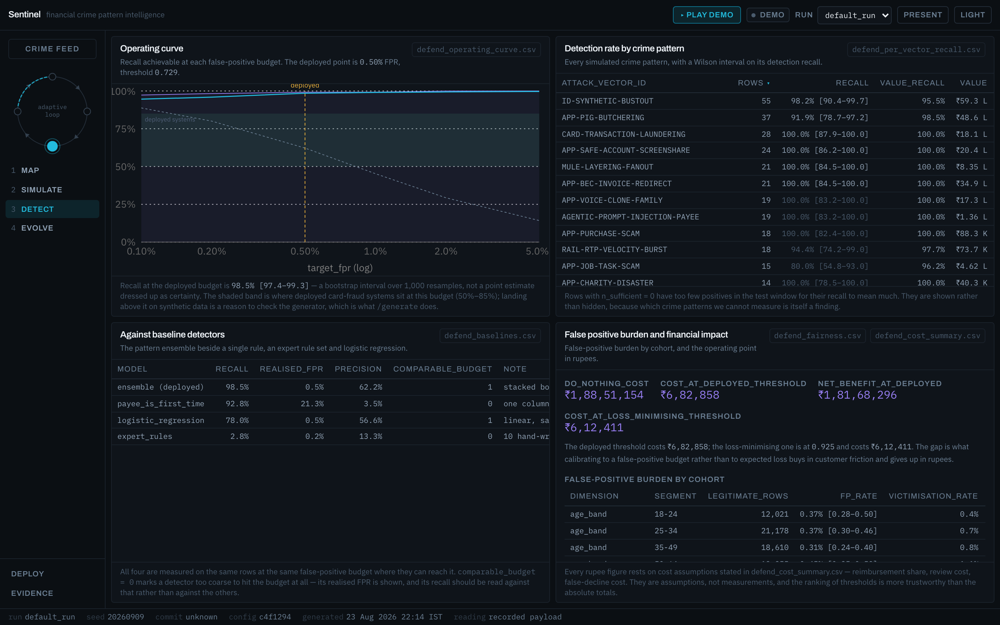 Sentinel financial crime pattern intelligence
▸ PLAY DEMO
DEMO
RUN
default_run
PRESENT
LIGHT
CRIME FEED
adaptive
loop
1 MAP
2 SIMULATE
3 DETECT
4 EVOLVE
DEPLOY
EVIDENCE
Operating curve
defend_operating_curve.csv
Recall achievable at each false-positive budget. The deployed point is 0.50% FPR,
threshold 0.729.
deployed
100%
deployed systems
75%
50%
25%
0%
0.10% 0.20% 0.50% 1.0% 2.0% 5.0%
target_fpr (log)
Recall at the deployed budget is 98.5% [97.4–99.3] — a bootstrap interval over 1,000 resamples, not a point estimate
dressed up as certainty. The shaded band is where deployed card-fraud systems sit at this budget (50%–85%); landing
above it on synthetic data is a reason to check the generator, which is what /generate does.
Detection rate by crime pattern
defend_per_vector_recall.csv
Every simulated crime pattern, with a Wilson interval on its detection recall.
ATTACK_VECTOR_ID ROWS ▾ RECALL VALUE_RECALL VALUE
ID-SYNTHETIC-BUSTOUT 55 98.2% [90.4–99.7] 95.5% ₹59.3 L
APP-PIG-BUTCHERING 37 91.9% [78.7–97.2] 98.5% ₹48.6 L
CARD-TRANSACTION-LAUNDERING 28 100.0% [87.9–100.0] 100.0% ₹18.1 L
APP-SAFE-ACCOUNT-SCREENSHARE 24 100.0% [86.2–100.0] 100.0% ₹20.4 L
MULE-LAYERING-FANOUT 21 100.0% [84.5–100.0] 100.0% ₹8.35 L
APP-BEC-INVOICE-REDIRECT 21 100.0% [84.5–100.0] 100.0% ₹34.9 L
APP-VOICE-CLONE-FAMILY 19 100.0% [83.2–100.0] 100.0% ₹17.3 L
AGENTIC-PROMPT-INJECTION-PAYEE 19 100.0% [83.2–100.0] 100.0% ₹1.36 L
APP-PURCHASE-SCAM 18 100.0% [82.4–100.0] 100.0% ₹88.3 K
RAIL-RTP-VELOCITY-BURST 18 94.4% [74.2–99.0] 97.7% ₹73.7 K
APP-JOB-TASK-SCAM 15 80.0% [54.8–93.0] 96.2% ₹4.62 L
APP-CHARITY-DISASTER 14 100.0% [78.5–100.0] 100.0% ₹40.3 K
Rows with n_sufficient = 0 have too few positives in the test window for their recall to mean much. They are shown rather
than hidden, because which crime patterns we cannot measure is itself a finding.
Against baseline detectors
defend_baselines.csv
The pattern ensemble beside a single rule, an expert rule set and logistic regression.
MODEL RECALL REALISED_FPR PRECISION COMPARABLE_BUDGET NOTE
ensemble (deployed) 98.5% 0.5% 62.2% 1 stacked bo
payee_is_first_time 92.8% 21.3% 3.5% 0 one column
logistic_regression 78.0% 0.5% 56.6% 1 linear, sa
expert_rules 2.8% 0.2% 13.3% 0 10 hand-wr
All four are measured on the same rows at the same false-positive budget where they can reach it. comparable_budget
= 0 marks a detector too coarse to hit the budget at all — its realised FPR is shown, and its recall should be read against
that rather than against the others.
False positive burden and financial impact
defend_fairness.csv
defend_cost_summary.csv
False-positive burden by cohort, and the operating point
in rupees.
DO_NOTHING_COST COST_AT_DEPLOYED_THRESHOLD NET_BENEFIT_AT_DEPLOYED
₹1,88,51,154 ₹6,82,858 ₹1,81,68,296
COST_AT_LOSS_MINIMISING_THRESHOLD
₹6,12,411
The deployed threshold costs ₹6,82,858; the loss-minimising one is at 0.925 and costs ₹6,12,411. The gap is what
calibrating to a false-positive budget rather than to expected loss buys in customer friction and gives up in rupees.
FALSE-POSITIVE BURDEN BY COHORT
DIMENSION SEGMENT LEGITIMATE_ROWS FP_RATE VICTIMISATION_RATE
age_band 18-24 12,021 0.37% [0.28–0.50] 0.4%
age_band 25-34 21,178 0.37% [0.30–0.46] 0.7%
age_band 35-49 18,610 0.31% [0.24–0.40] 0.8%
Every rupee figure rests on cost assumptions stated in defend_cost_summary.csv — reimbursement share, review cost,
false-decline cost. They are assumptions, not measurements, and the ranking of thresholds is more trustworthy than the
absolute totals.
run default_run seed 20260909 commit unknown config c4f1294 generated 23 Aug 2026 22:14 IST reading recorded payload